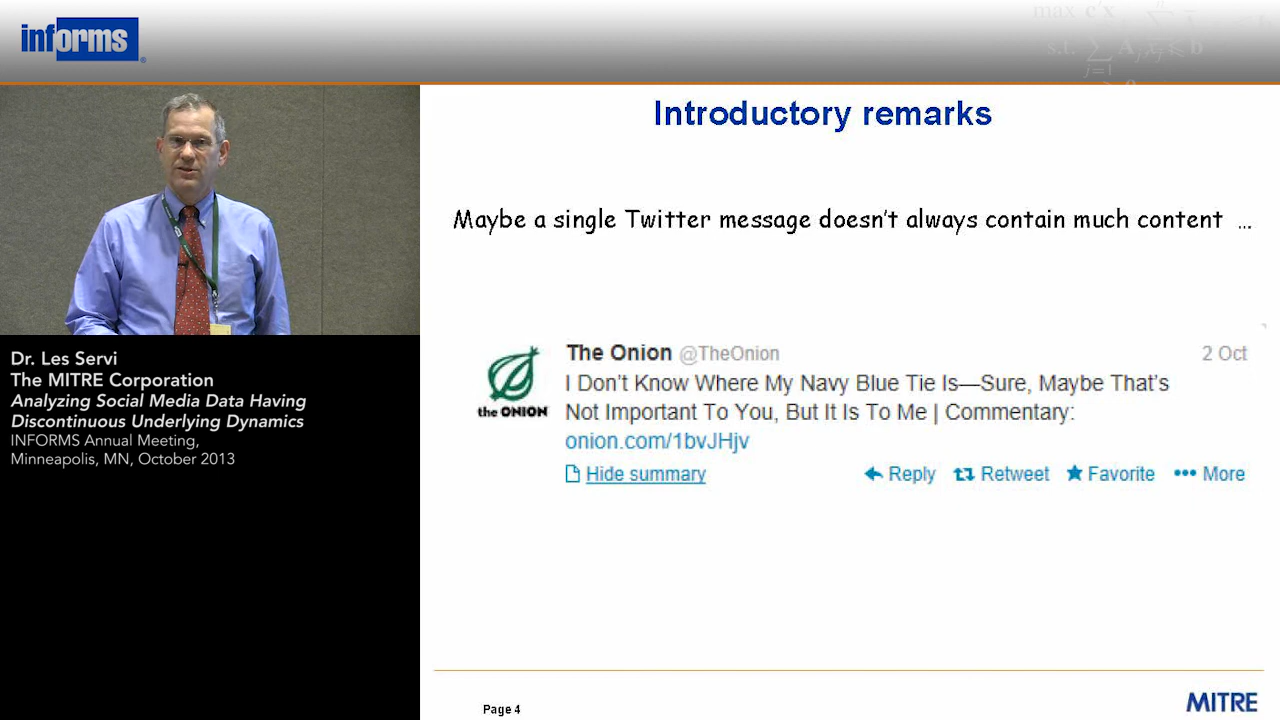 informs
max c'x
Introductory remarks
Maybe a single Twitter message doesn't always contain much content ...
the ONION
The Onion @TheOnion 2 Oct
I Don't Know Where My Navy Blue Tie Is—Sure, Maybe That's
Not Important To You, But It Is To Me | Commentary:
onion.com/1bvJHjv
Hide summary Reply Retweet Favorite More
Dr. Les Servi
The MITRE Corporation
Analyzing Social Media Data Having
Discontinuous Underlying Dynamics
INFORMS Annual Meeting,
Minneapolis, MN, October 2013
Page 4
MITRE